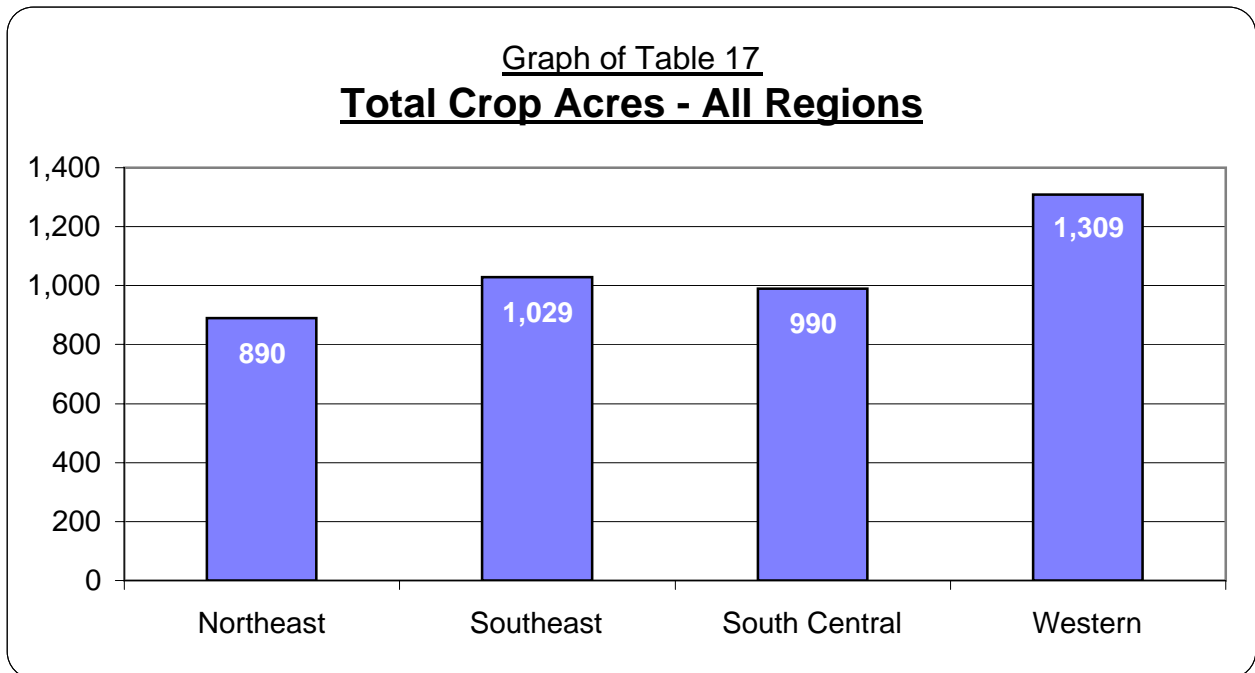 Graph of Table 17
Total Crop Acres - All Regions
1,400
1,200
1,000
800
600
400
200
0
890
1,029
990
1,309
Northeast
Southeast
South Central
Western